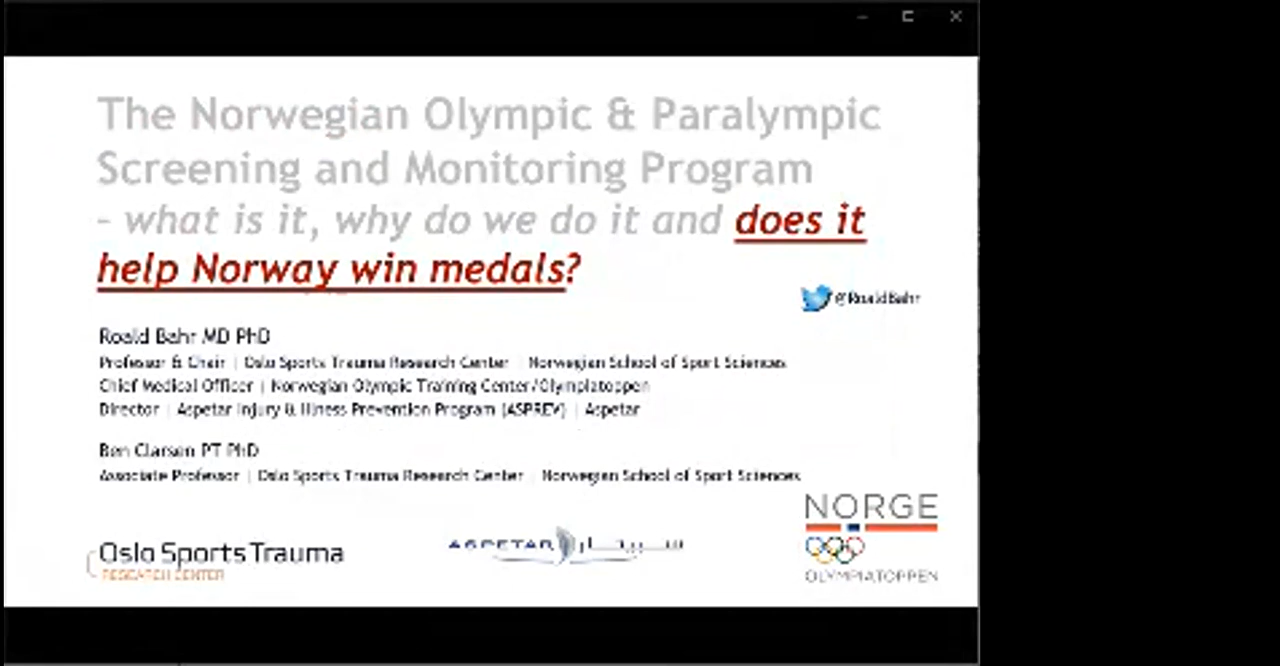 The Norwegian Olympic & Paralympic
Screening and Monitoring Program
- what is it, why do we do it and does it
help Norway win medals?
@RoaldBahr
Roald Bahr MD PhD
Professor & Chair | Oslo Sports Trauma Research Center | Norwegian School of Sport Sciences
Chief Medical Officer | Norwegian Olympic Training Center/Olympiatoppen
Director | Aspetar Injury & Illness Prevention Program (ASPREV) | Aspetar
Ben Clarsen PT PhD
Associate Professor | Oslo Sports Trauma Research Center | Norwegian School of Sport Sciences
NORGE
Oslo Sports Trauma
RESEARCH CENTER
ASPETAR
OLYMPIATOPPEN